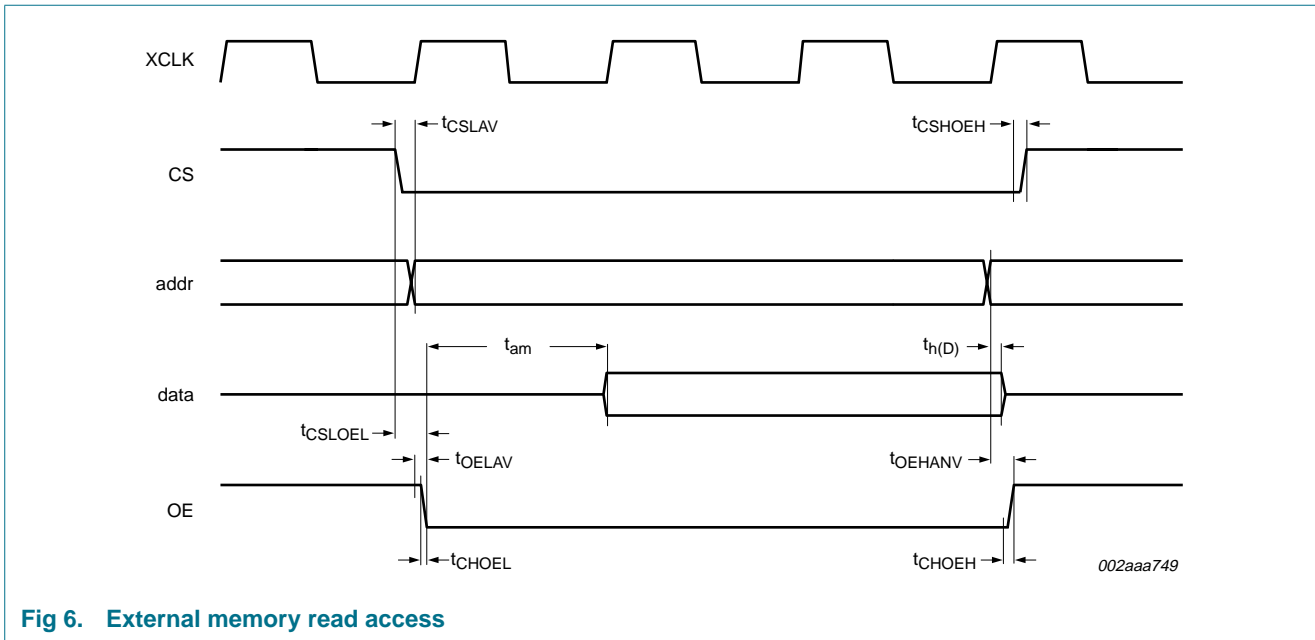 XCLK
tCSLAV
tCSHOEH
CS
addr
tam
th(D)
data
tCSLOEL
tOELAV
tOEHANV
OE
tCHOEL
tCHOEH
002aaa749
Fig 6. External memory read access